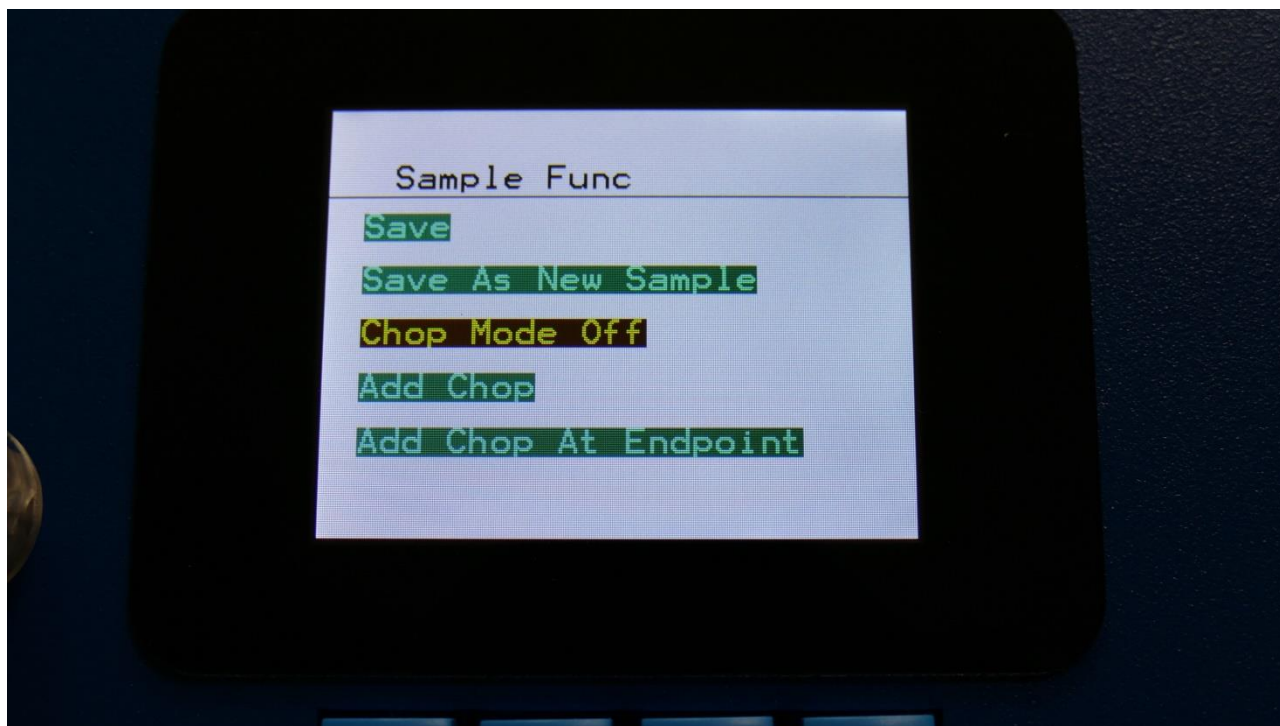 Sample Func
Save
Save As New Sample
Chop Mode Off
Add Chop
Add Chop At Endpoint